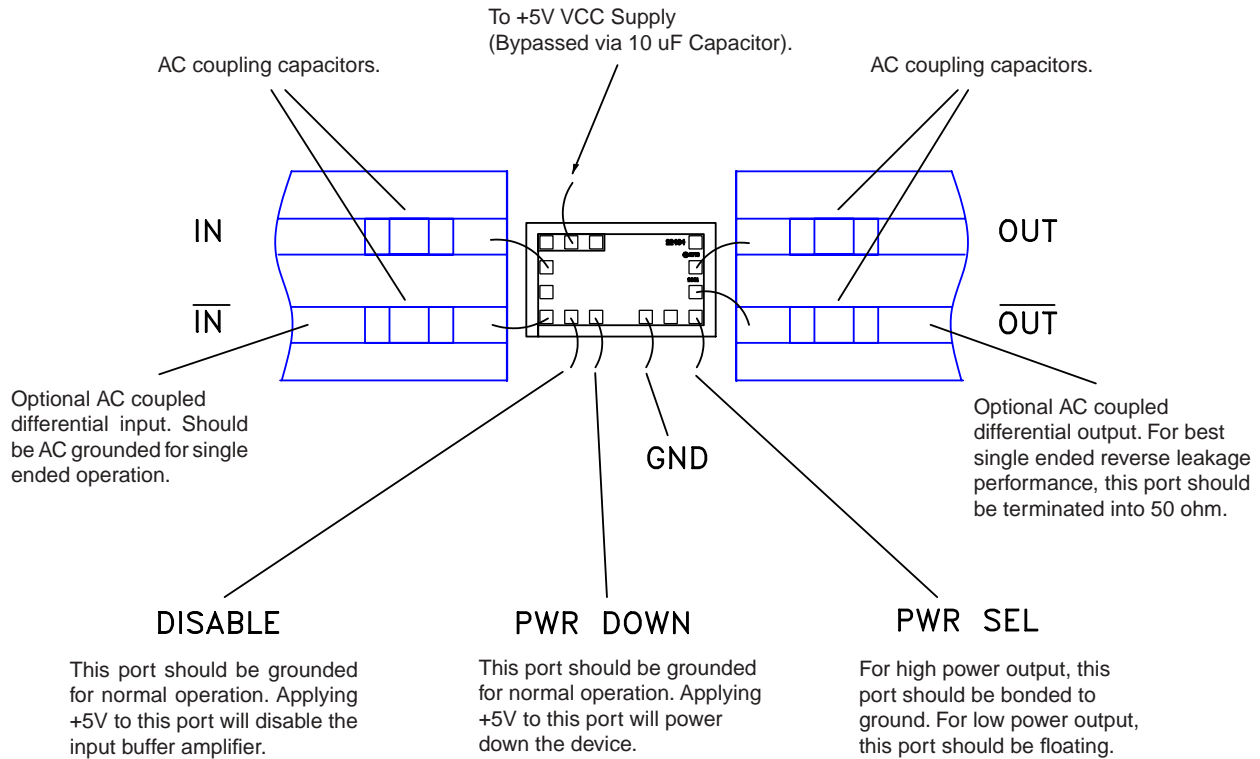 To +5V VCC Supply
(Bypassed via 10 uF Capacitor).
AC coupling capacitors.
AC coupling capacitors.
IN
OUT
IN
OUT
Optional AC coupled
differential input. Should
be AC grounded for single
ended operation.
Optional AC coupled
differential output. For best
single ended reverse leakage
performance, this port should
be terminated into 50 ohm.
GND
DISABLE
This port should be grounded
for normal operation. Applying
+5V to this port will disable the
input buffer amplifier.
PWR DOWN
This port should be grounded
for normal operation. Applying
+5V to this port will power
down the device.
PWR SEL
For high power output, this
port should be bonded to
ground. For low power output,
this port should be floating.